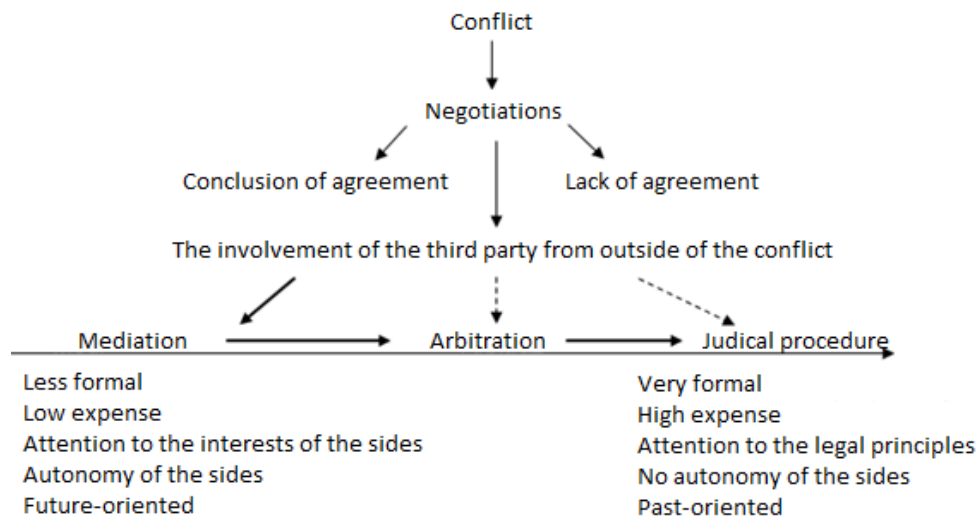 Conflict
Negotiations
Conclusion of agreement
Lack of agreement
The involvement of the third party from outside of the conflict
Mediation
Arbitration
Judical procedure
Less formal
Low expense
Attention to the interests of the sides
Autonomy of the sides
Future-oriented
Very formal
High expense
Attention to the legal principles
No autonomy of the sides
Past-oriented